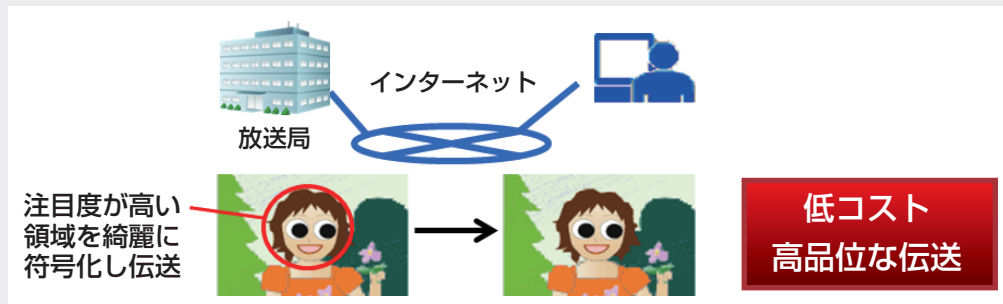 インターネット
放送局
注目度が高い
領域を綺麗に
符号化し伝送
低コスト
高品位な伝送